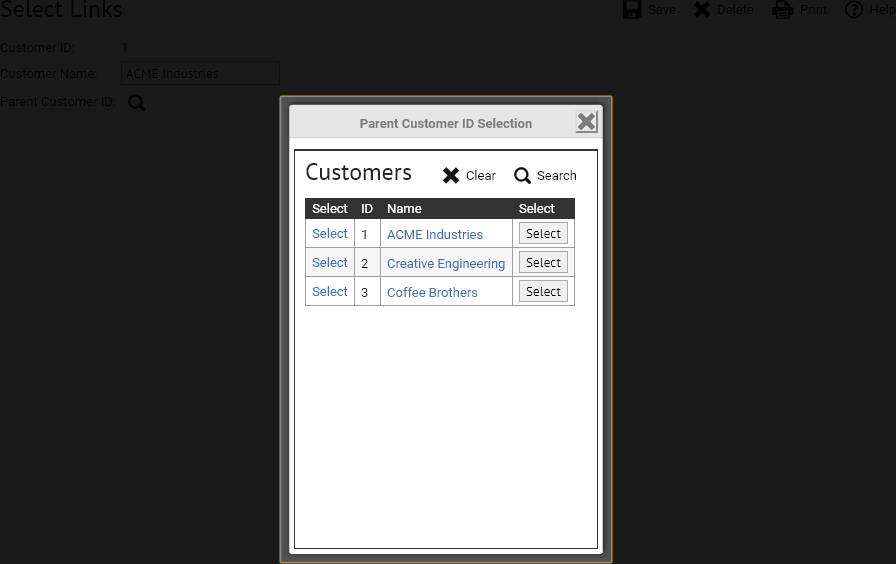 Select Links
Save Delete Print Help
Customer ID: 1
Customer Name: ACME Industries
Parent Customer ID:
Parent Customer ID Selection
Customers Clear Search
Select ID Name Select
Select 1 ACME Industries Select
Select 2 Creative Engineering Select
Select 3 Coffee Brothers Select